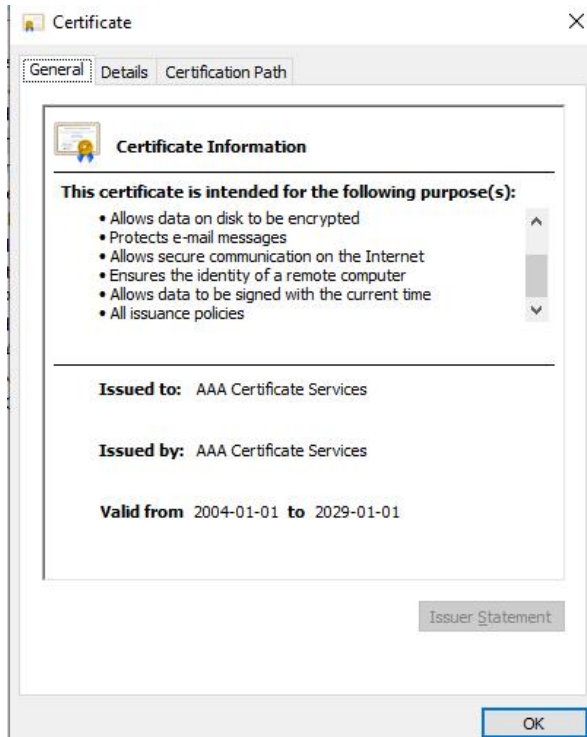 Certificate
General Details Certification Path
Certificate Information
This certificate is intended for the following purpose(s):
• Allows data on disk to be encrypted
• Protects e-mail messages
• Allows secure communication on the Internet
• Ensures the identity of a remote computer
• Allows data to be signed with the current time
• All issuance policies
Issued to: AAA Certificate Services
Issued by: AAA Certificate Services
Valid from 2004-01-01 to 2029-01-01
Issuer Statement
OK